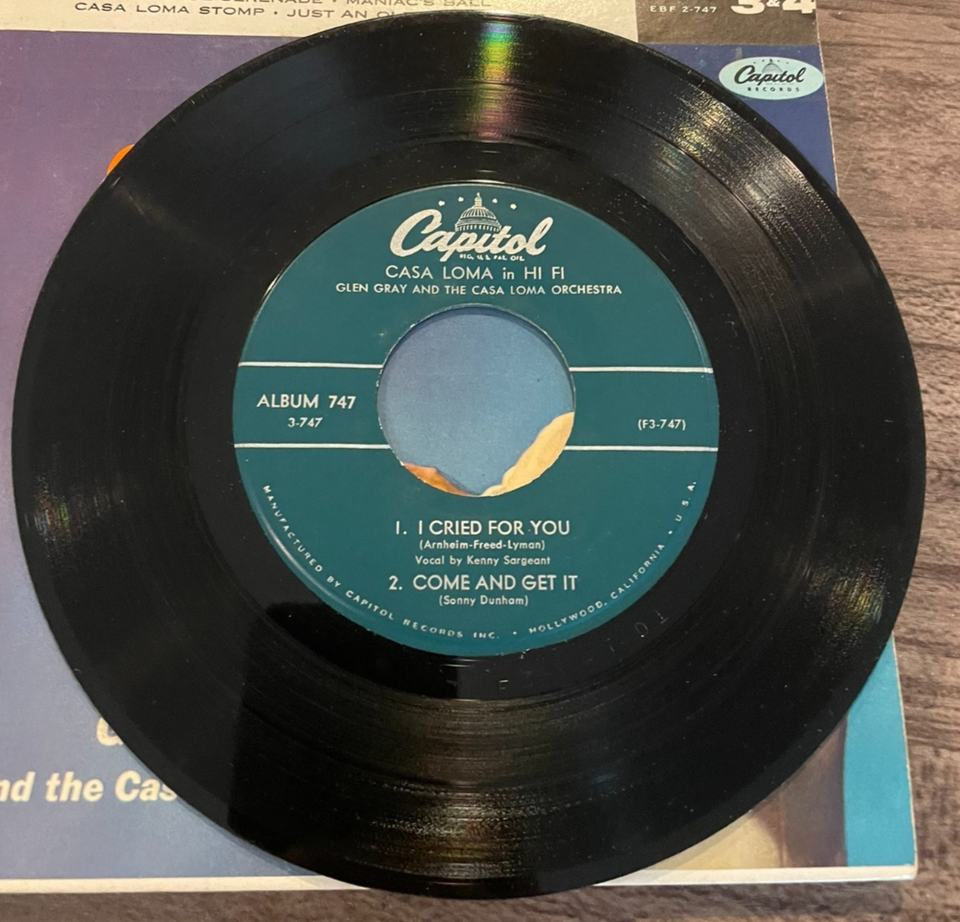 MANIAC'S BALL
CASA LOMA STOMP · JUST AN
EBF 2-747
3&4
Capitol
RECORDS
Capitol
REG. U.S. PAT. OFF.
CASA LOMA in HI FI
GLEN GRAY AND THE CASA LOMA ORCHESTRA
ALBUM 747
3-747
(F3-747)
1. I CRIED FOR YOU
(Arnheim-Freed-Lyman)
Vocal by Kenny Sargeant
2. COME AND GET IT
(Sonny Dunham)
MANUFACTURED BY CAPITOL RECORDS INC. • HOLLYWOOD, CALIFORNIA • U.S.A.
and the Cas